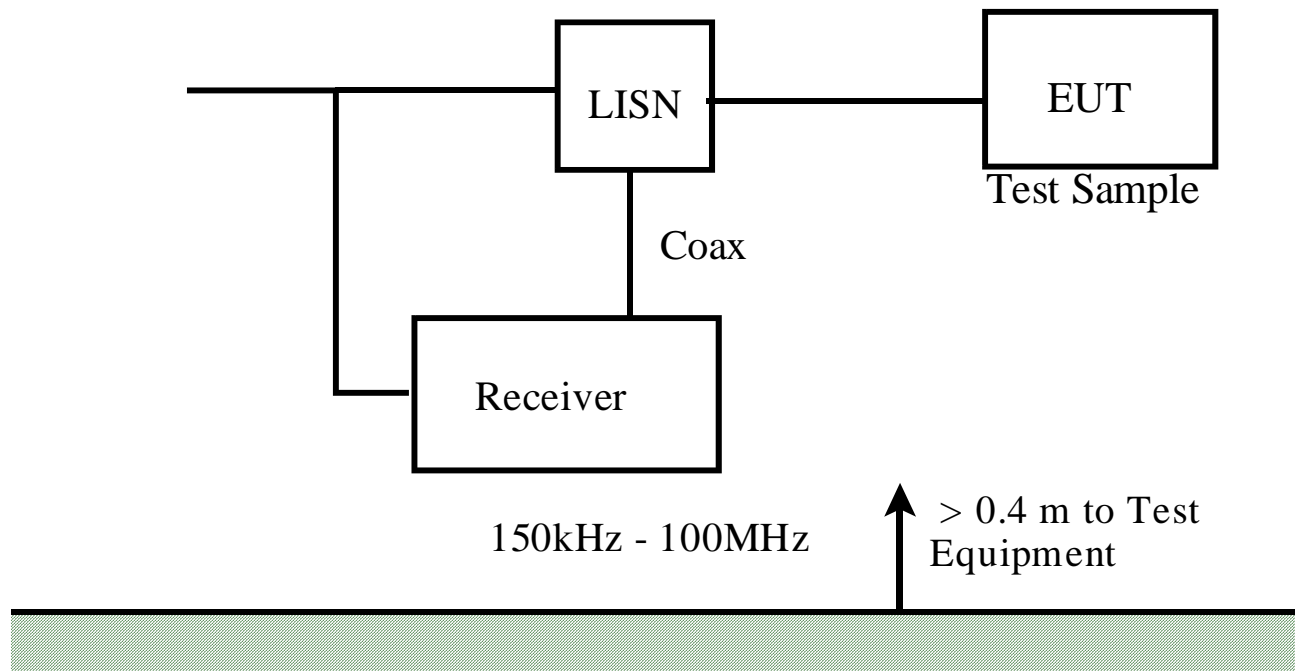 LISN
EUT
Test Sample
Coax
Receiver
150kHz - 100MHz
> 0.4 m to Test
Equipment